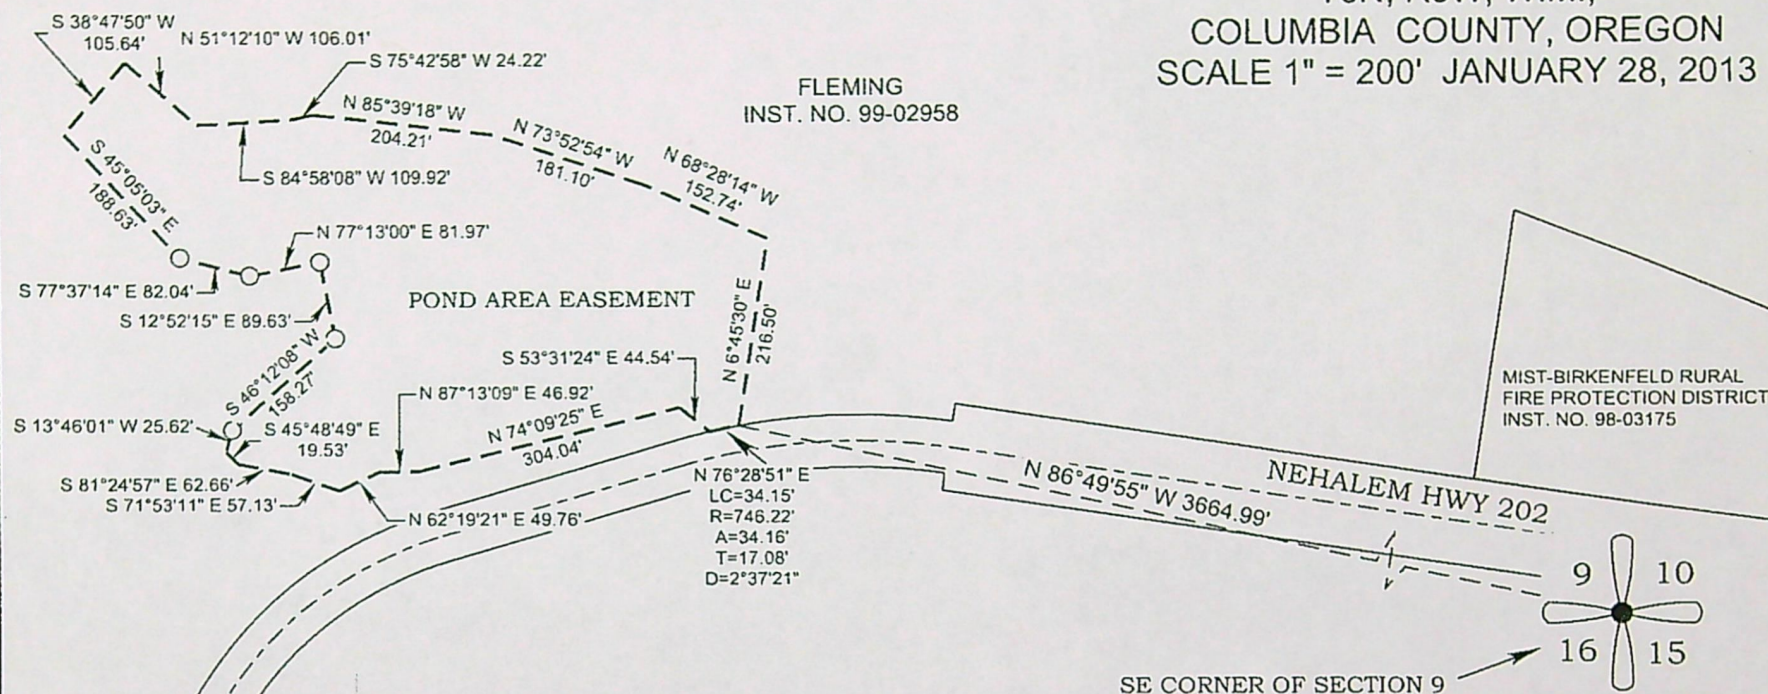 COLUMBIA COUNTY, OREGON
SCALE 1" = 200' JANUARY 28, 2013
S 38°47'50" W
105.64'
N 51°12'10" W 106.01'
S 75°42'58" W 24.22'
FLEMING
INST. NO. 99-02958
N 85°39'18" W
204.21'
N 73°52'54" W
181.10'
N 68°28'14" W
152.74'
S 84°58'08" W 109.92'
S 45°05'03" E
188.63'
N 77°13'00" E 81.97'
S 77°37'14" E 82.04'
POND AREA EASEMENT
S 12°52'15" E 89.63'
N 6°45'30" E
216.50'
S 46°12'08" W
158.27'
S 53°31'24" E 44.54'
MIST-BIRKENFELD RURAL
FIRE PROTECTION DISTRICT
INST. NO. 98-03175
N 87°13'09" E 46.92'
S 13°46'01" W 25.62'
S 45°48'49" E
19.53'
N 74°09'25" E
304.04'
S 81°24'57" E 62.66'
S 71°53'11" E 57.13'
N 62°19'21" E 49.76'
N 76°28'51" E
LC=34.15'
R=746.22'
A=34.16'
T=17.08'
D=2°37'21"
N 86°49'55" W 3664.99'
NEHALEM HWY 202
9 10
16 15
SE CORNER OF SECTION 9